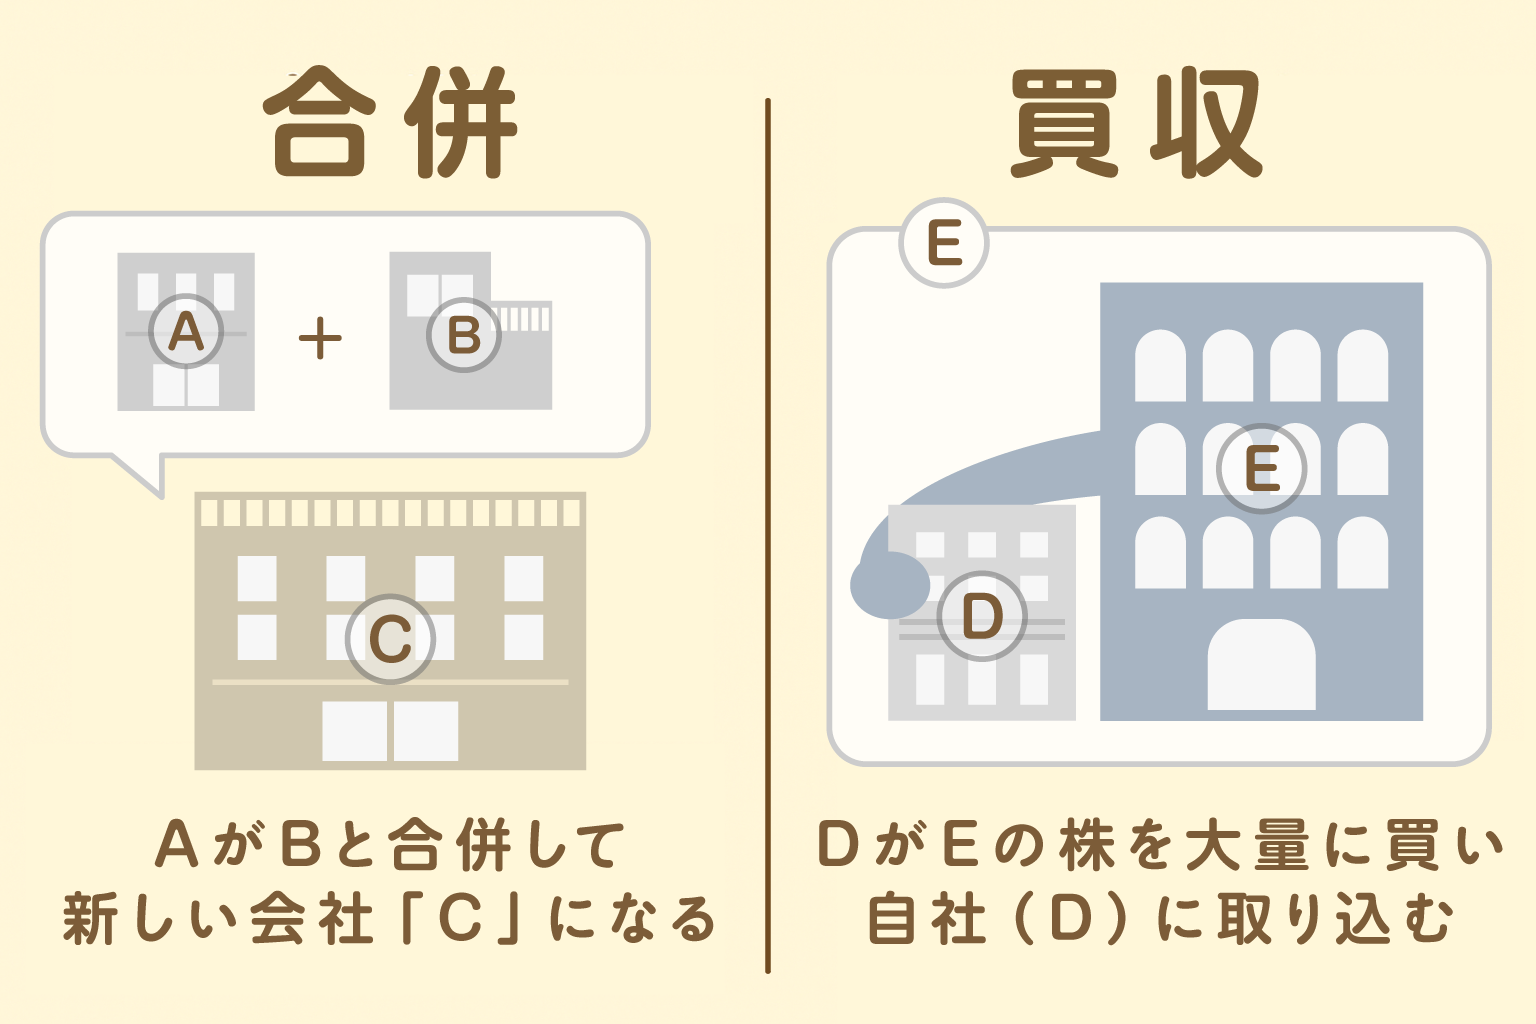 合併
A + B
C
AがBと合併して
新しい会社「C」になる
買収
E
E
D
DがEの株を大量に買い
自社(D)に取り込む